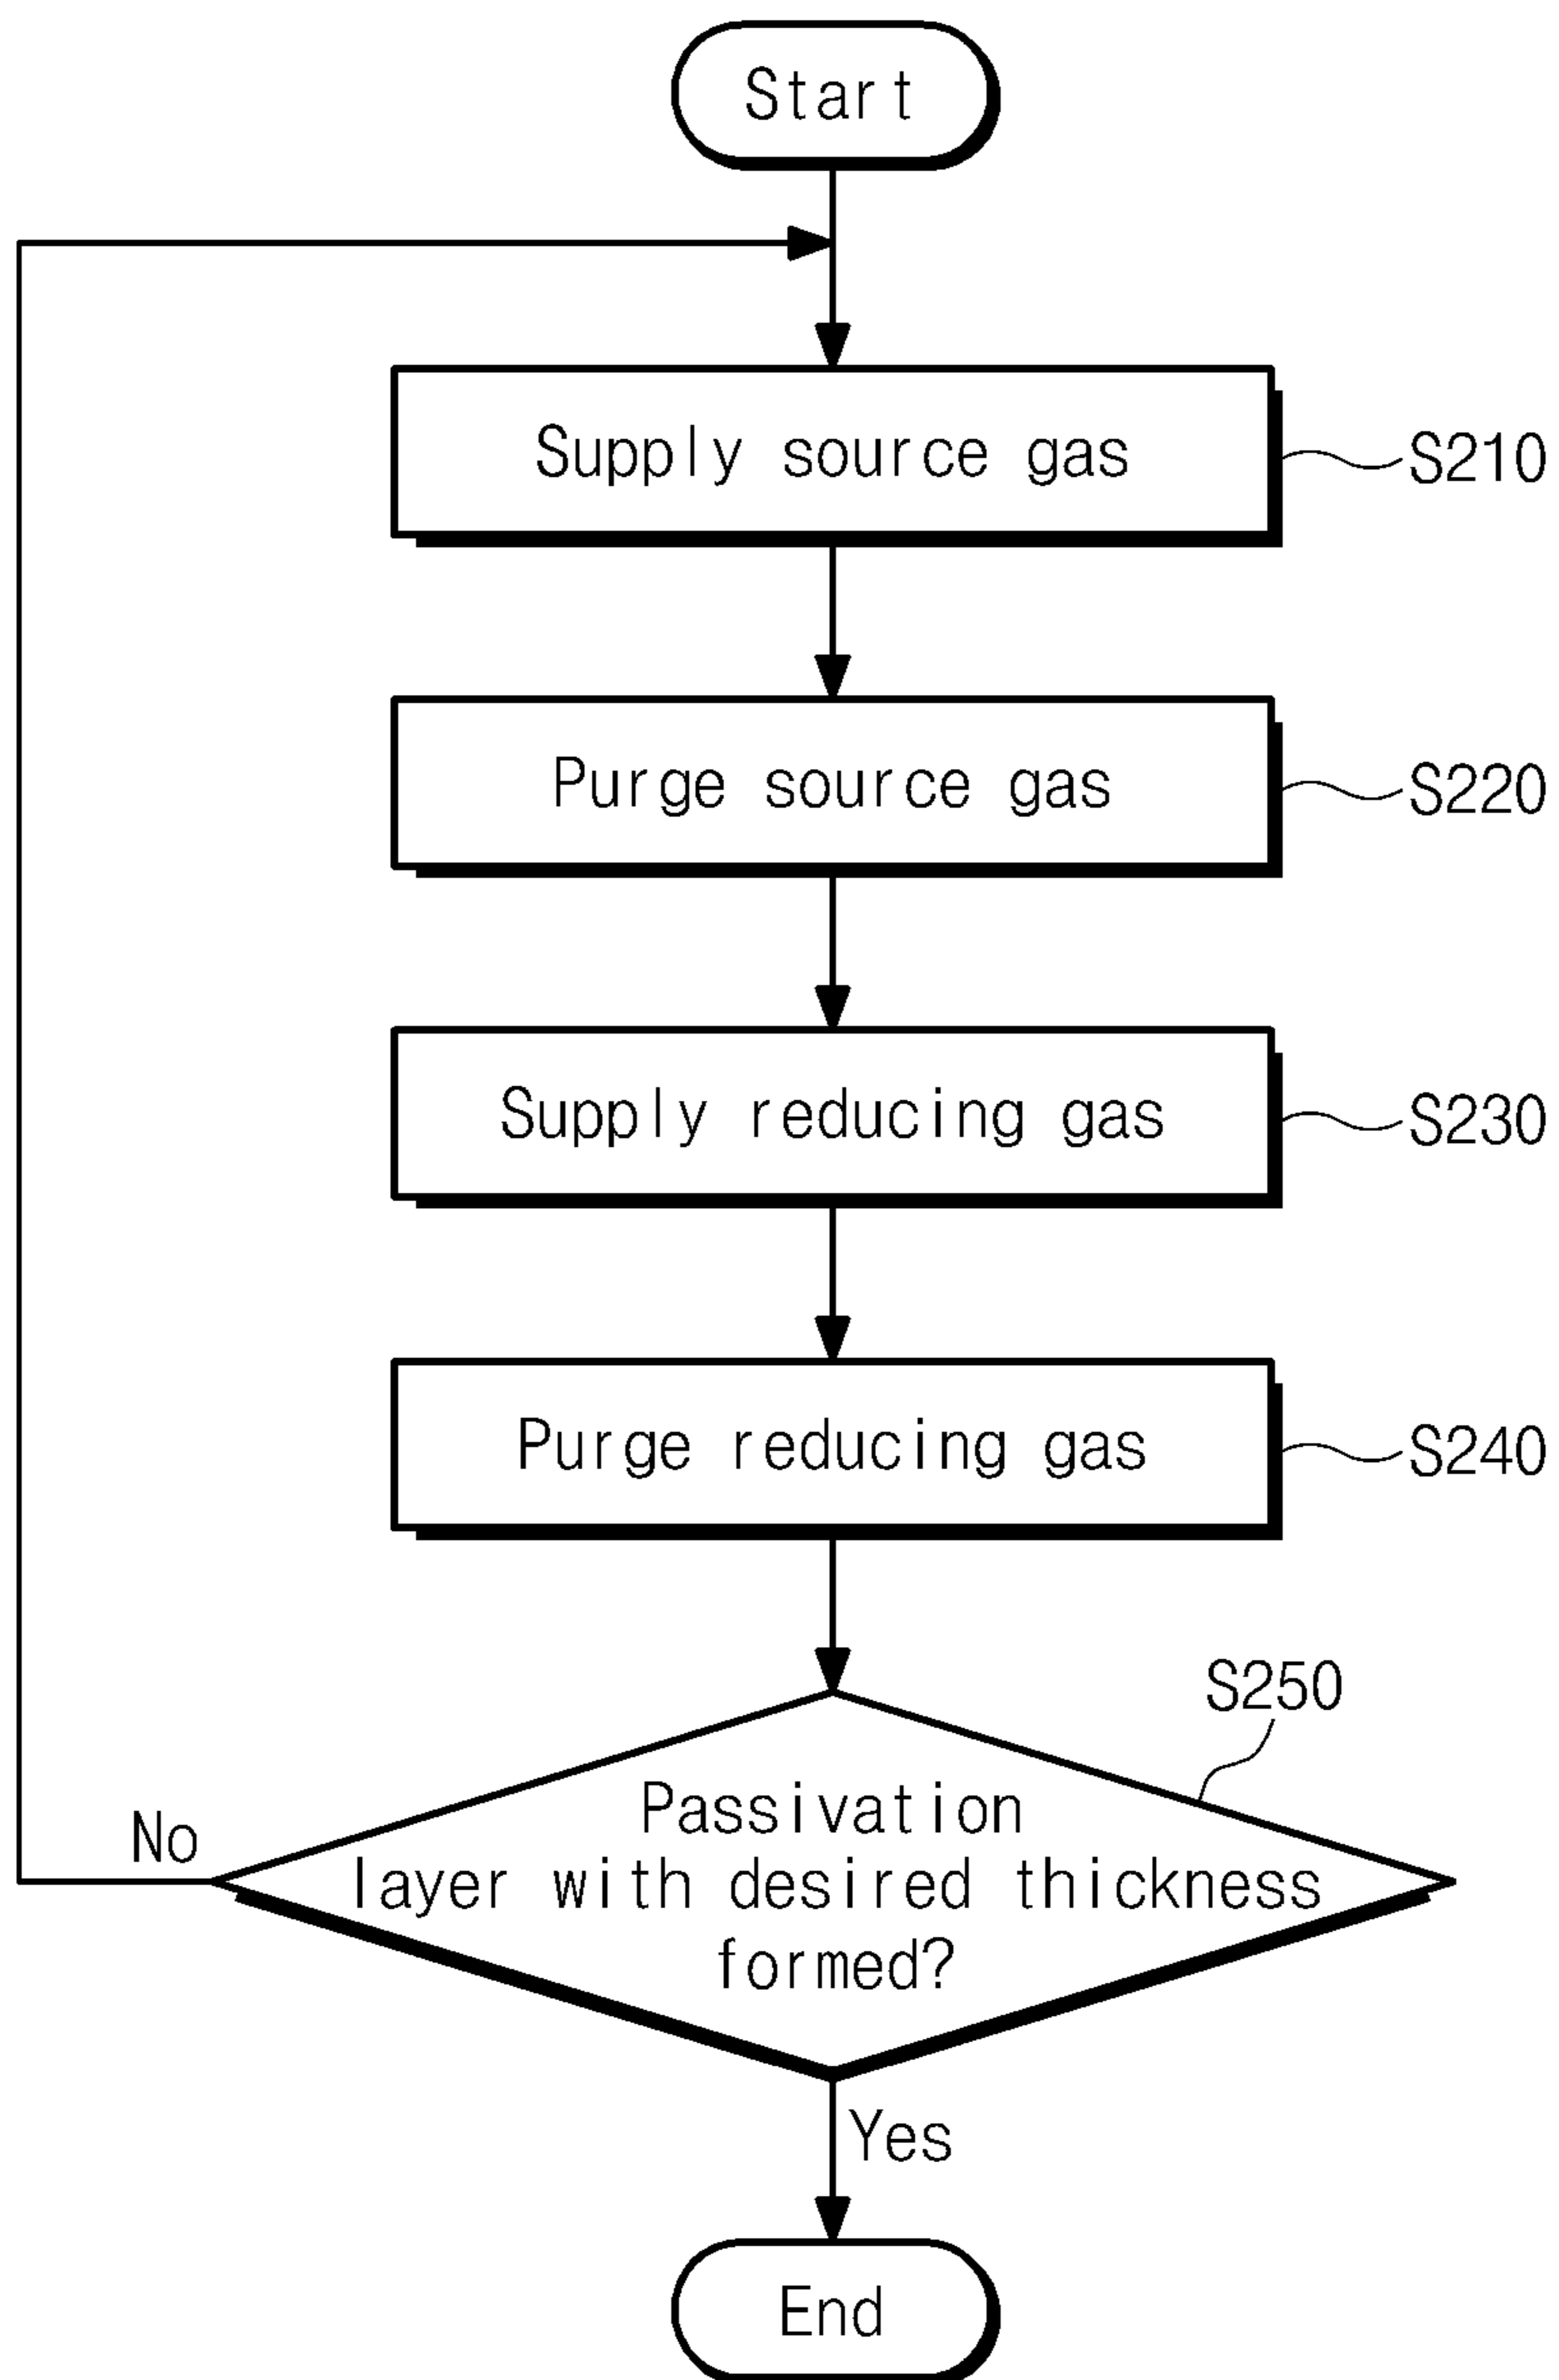 Start
Supply source gas
S210
Purge source gas
S220
Supply reducing gas
S230
Purge reducing gas
S240
S250
Passivation
layer with desired thickness
formed?
No
Yes
End